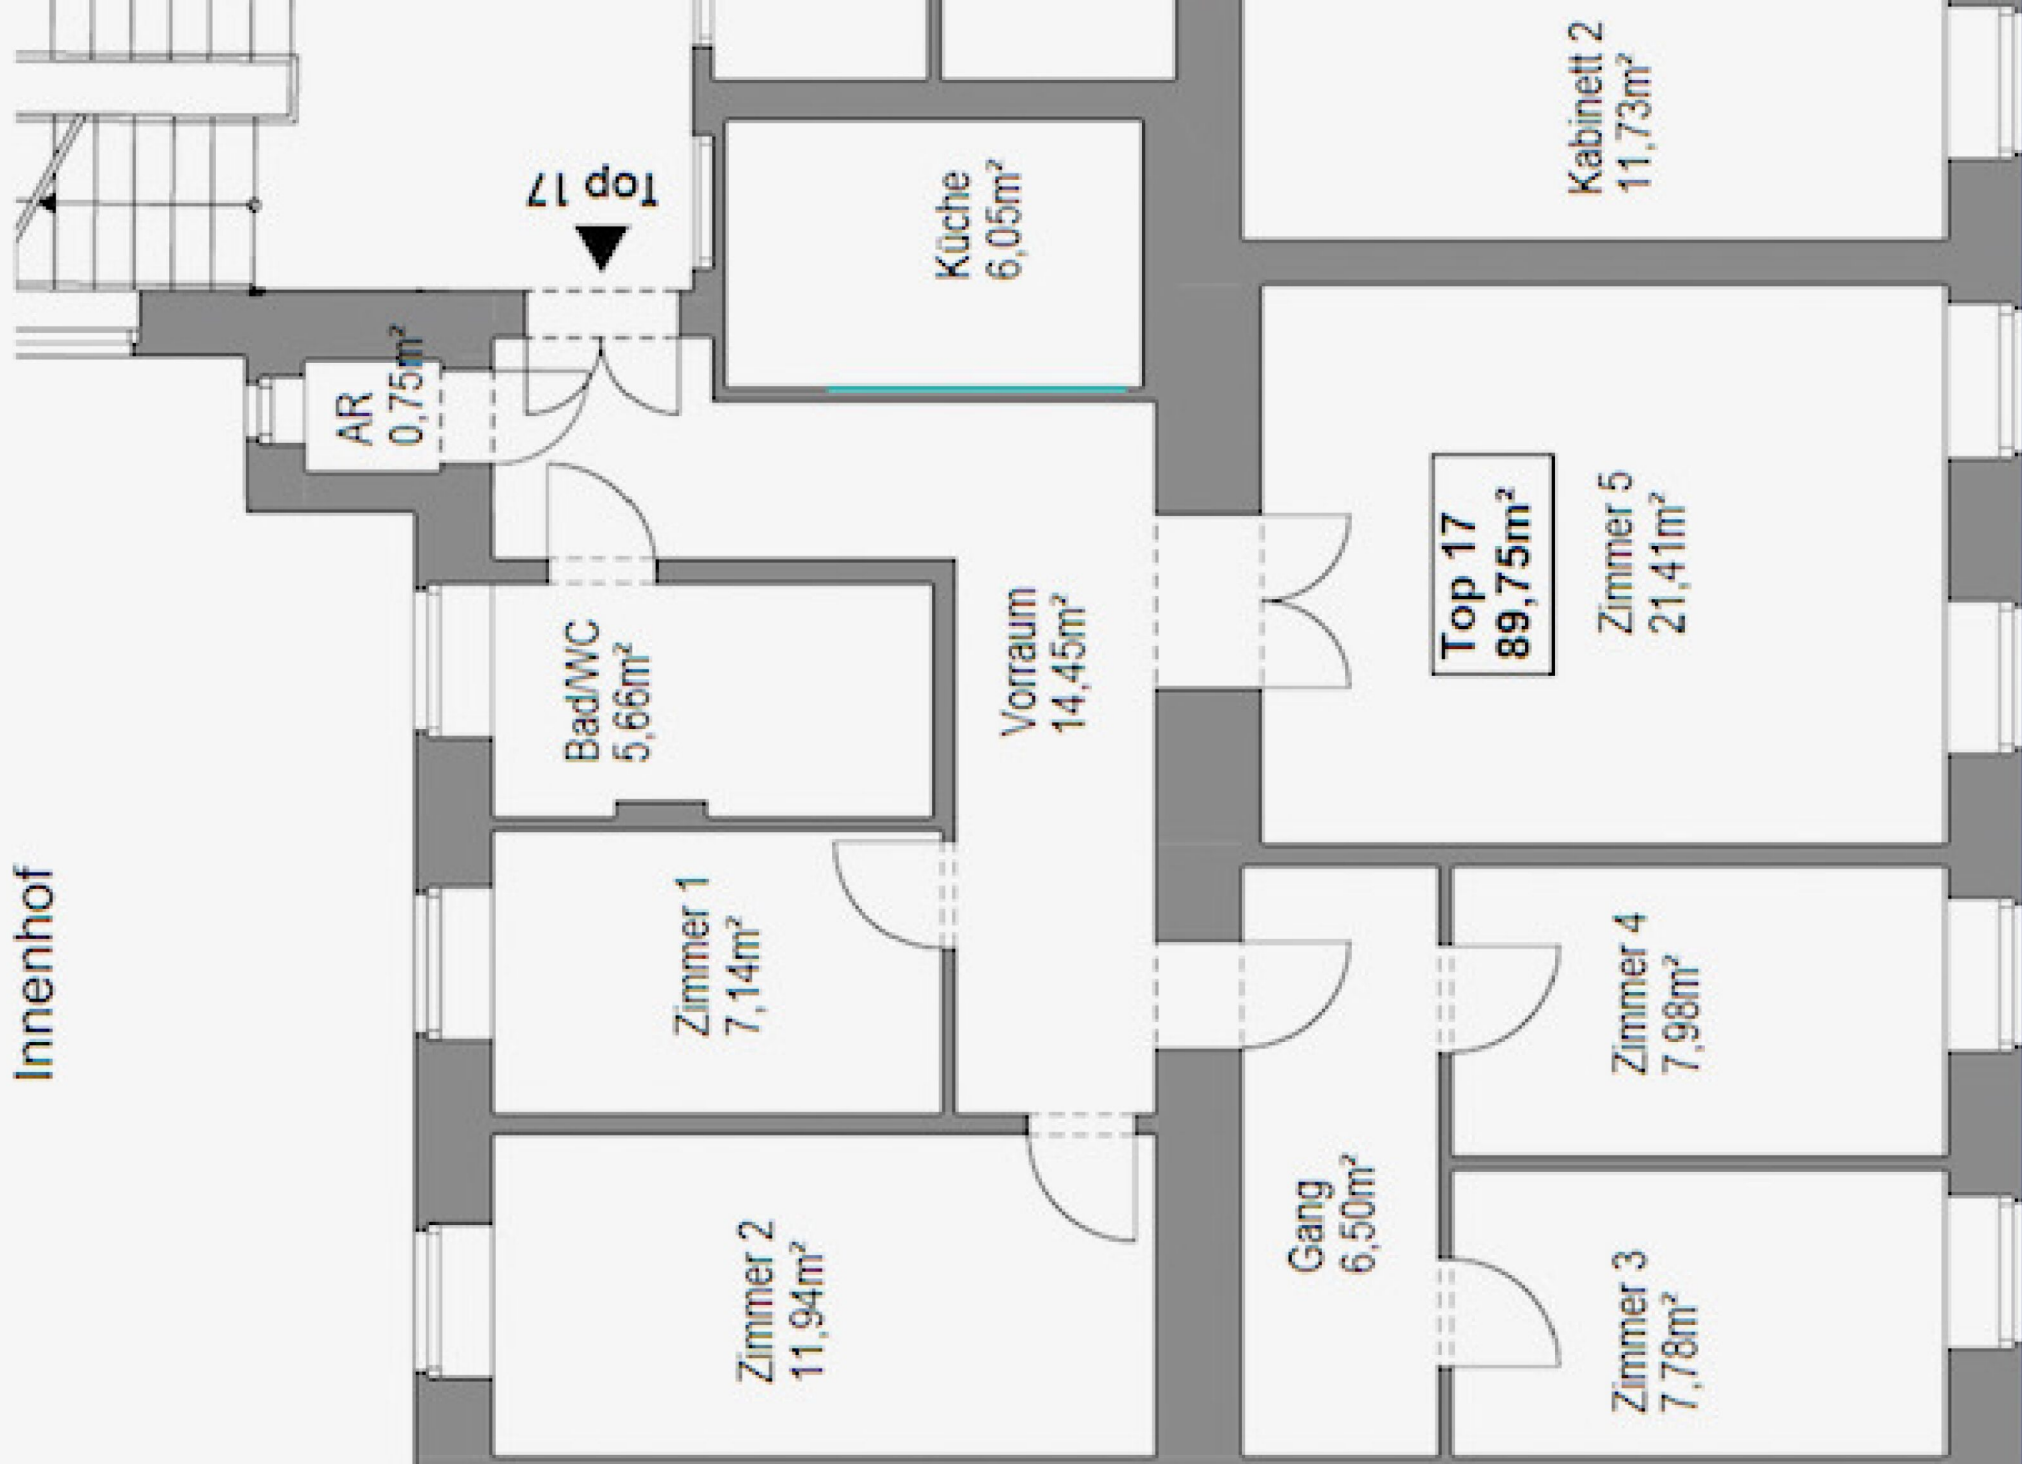 Kabinett 2
11,73m²
Top 17
Küche
6,05m²
AR
0,75m²
Top 17
89,75m²
Zimmer 5
21,41m²
Bad/WC
5,66m²
Vorraum
14,45m²
Innenhof
Zimmer 1
7,14m²
Zimmer 4
7,98m²
Gang
6,50m²
Zimmer 2
11,94m²
Zimmer 3
7,78m²